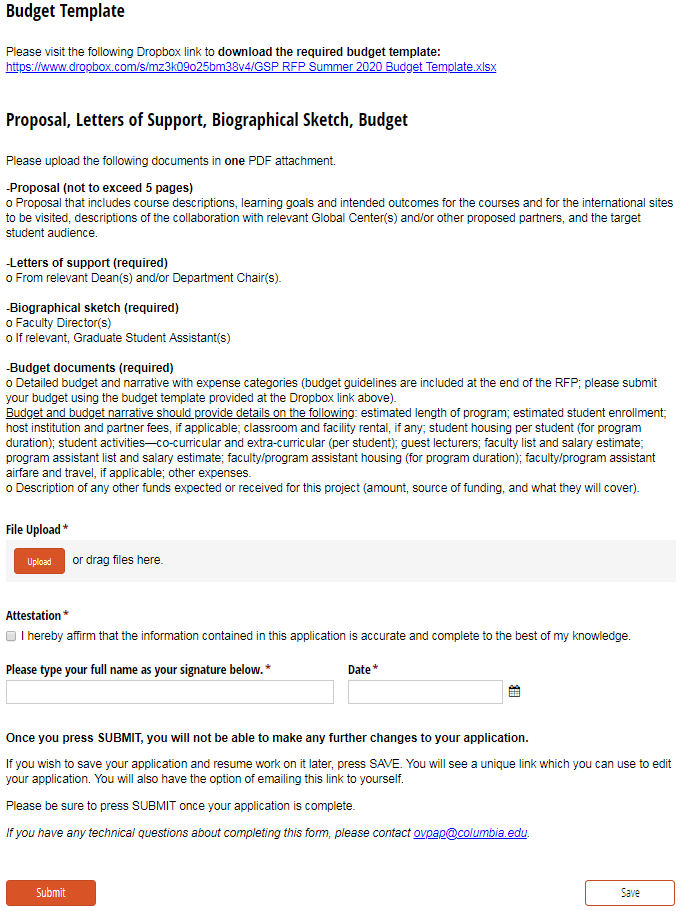 Budget Template
Please visit the following Dropbox link to download the required budget template:
https://www.dropbox.com/s/mz3k09o25bm38v4/GSP RFP Summer 2020 Budget Template.xlsx
Proposal, Letters of Support, Biographical Sketch, Budget
Please upload the following documents in one PDF attachment.
-Proposal (not to exceed 5 pages)
o Proposal that includes course descriptions, learning goals and intended outcomes for the courses and for the international sites
to be visited, descriptions of the collaboration with relevant Global Center(s) and/or other proposed partners, and the target
student audience.
-Letters of support (required)
o From relevant Dean(s) and/or Department Chair(s).
-Biographical sketch (required)
o Faculty Director(s)
o If relevant, Graduate Student Assistant(s)
-Budget documents (required)
o Detailed budget and narrative with expense categories (budget guidelines are included at the end of the RFP; please submit
your budget using the budget template provided at the Dropbox link above).
Budget and budget narrative should provide details on the following: estimated length of program; estimated student enrollment;
host institution and partner fees, if applicable; classroom and facility rental, if any; student housing per student (for program
duration); student activities—co-curricular and extra-curricular (per student); guest lecturers; faculty list and salary estimate;
program assistant list and salary estimate; faculty/program assistant housing (for program duration); faculty/program assistant
airfare and travel, if applicable; other expenses.
o Description of any other funds expected or received for this project (amount, source of funding, and what they will cover).
File Upload *
Upload or drag files here.
Attestation *
I hereby affirm that the information contained in this application is accurate and complete to the best of my knowledge.
Please type your full name as your signature below. * Date *
Once you press SUBMIT, you will not be able to make any further changes to your application.
If you wish to save your application and resume work on it later, press SAVE. You will see a unique link which you can use to edit
your application. You will also have the option of emailing this link to yourself.
Please be sure to press SUBMIT once your application is complete.
If you have any technical questions about completing this form, please contact ovpap@columbia.edu.
Submit Save